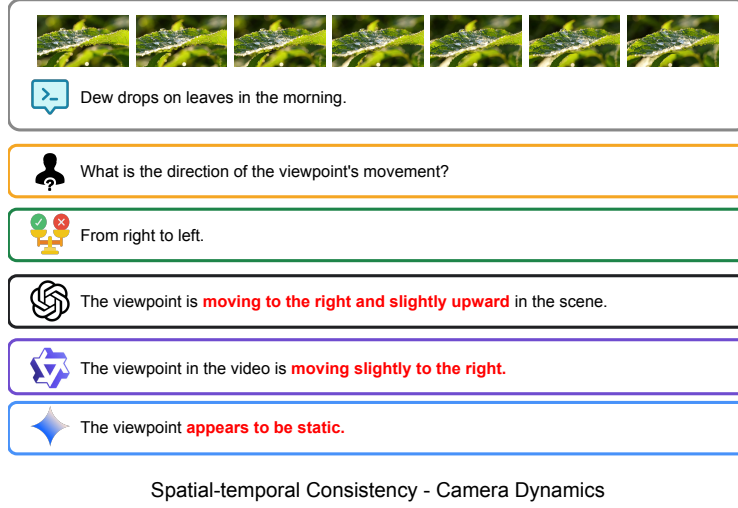 Dew drops on leaves in the morning.
What is the direction of the viewpoint's movement?
From right to left.
The viewpoint is moving to the right and slightly upward in the scene.
The viewpoint in the video is moving slightly to the right.
The viewpoint appears to be static.
Spatial-temporal Consistency - Camera Dynamics